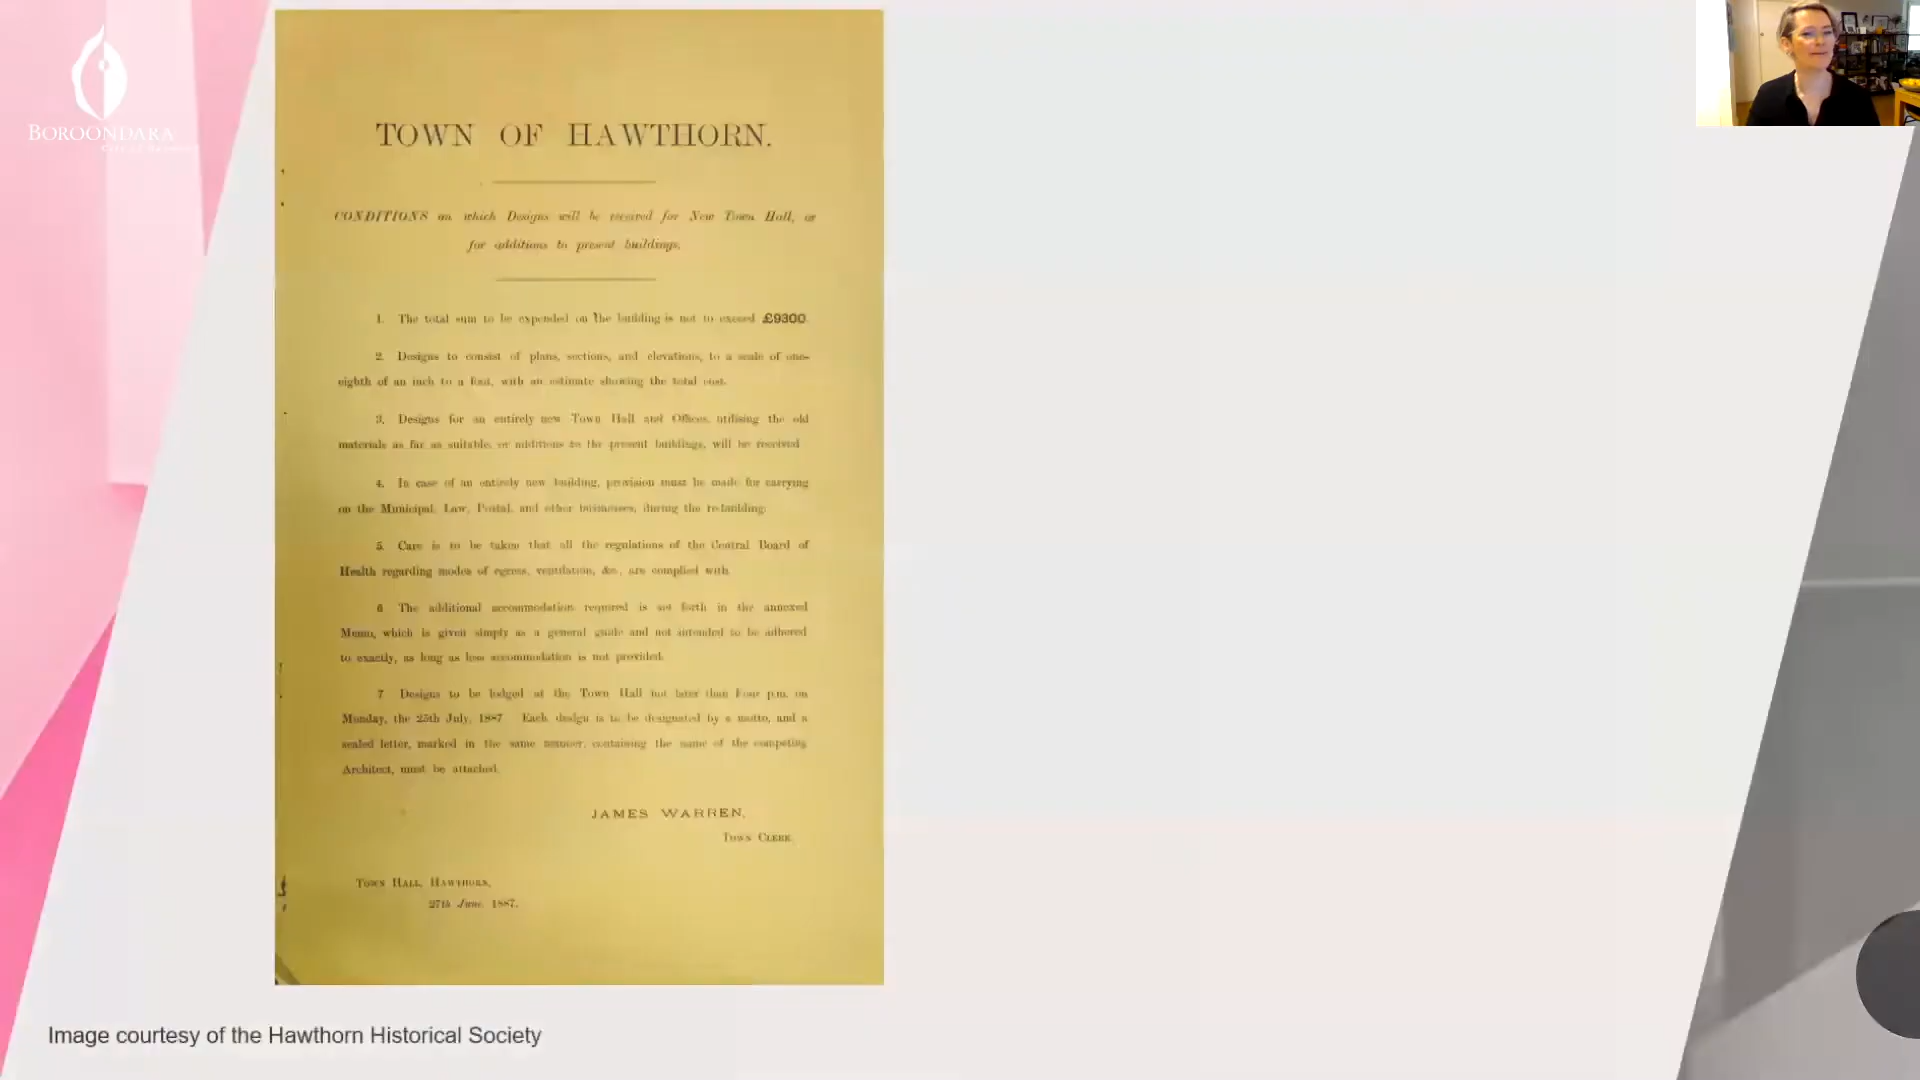 BOROONDARA
TOWN OF HAWTHORN.
CONDITIONS on which Designs will be received for New Town Hall, or
for additions to present buildings.
1. The total sum to be expended on the building is not to exceed £9300.
2. Designs to consist of plans, sections, and elevations, to a scale of one-
eighth of an inch to a foot, with an estimate showing the total cost.
3. Designs for an entirely new Town Hall and Offices, utilising the old
materials as far as suitable, or additions to the present buildings, will be received
4. In case of an entirely new building, provision must be made for carrying
on the Municipal, Law, Postal, and other businesses, during the re-building.
5. Care is to be taken that all the regulations of the Central Board of
Health regarding modes of egress, ventilation, &c., are complied with.
6 The additional accommodation required is set forth in the annexed
Memo, which is given simply as a general guide and not intended to be adhered
to exactly, as long as less accommodation is not provided.
7 Designs to be lodged at the Town Hall not later than Four p.m. on
Monday, the 25th July, 1887 Each design is to be designated by a motto, and a
sealed letter, marked in the same manner, containing the name of the competing
Architect, must be attached.
JAMES WARREN,
TOWN CLERK.
TOWN HALL, HAWTHORN,
27th June, 1887.
Image courtesy of the Hawthorn Historical Society